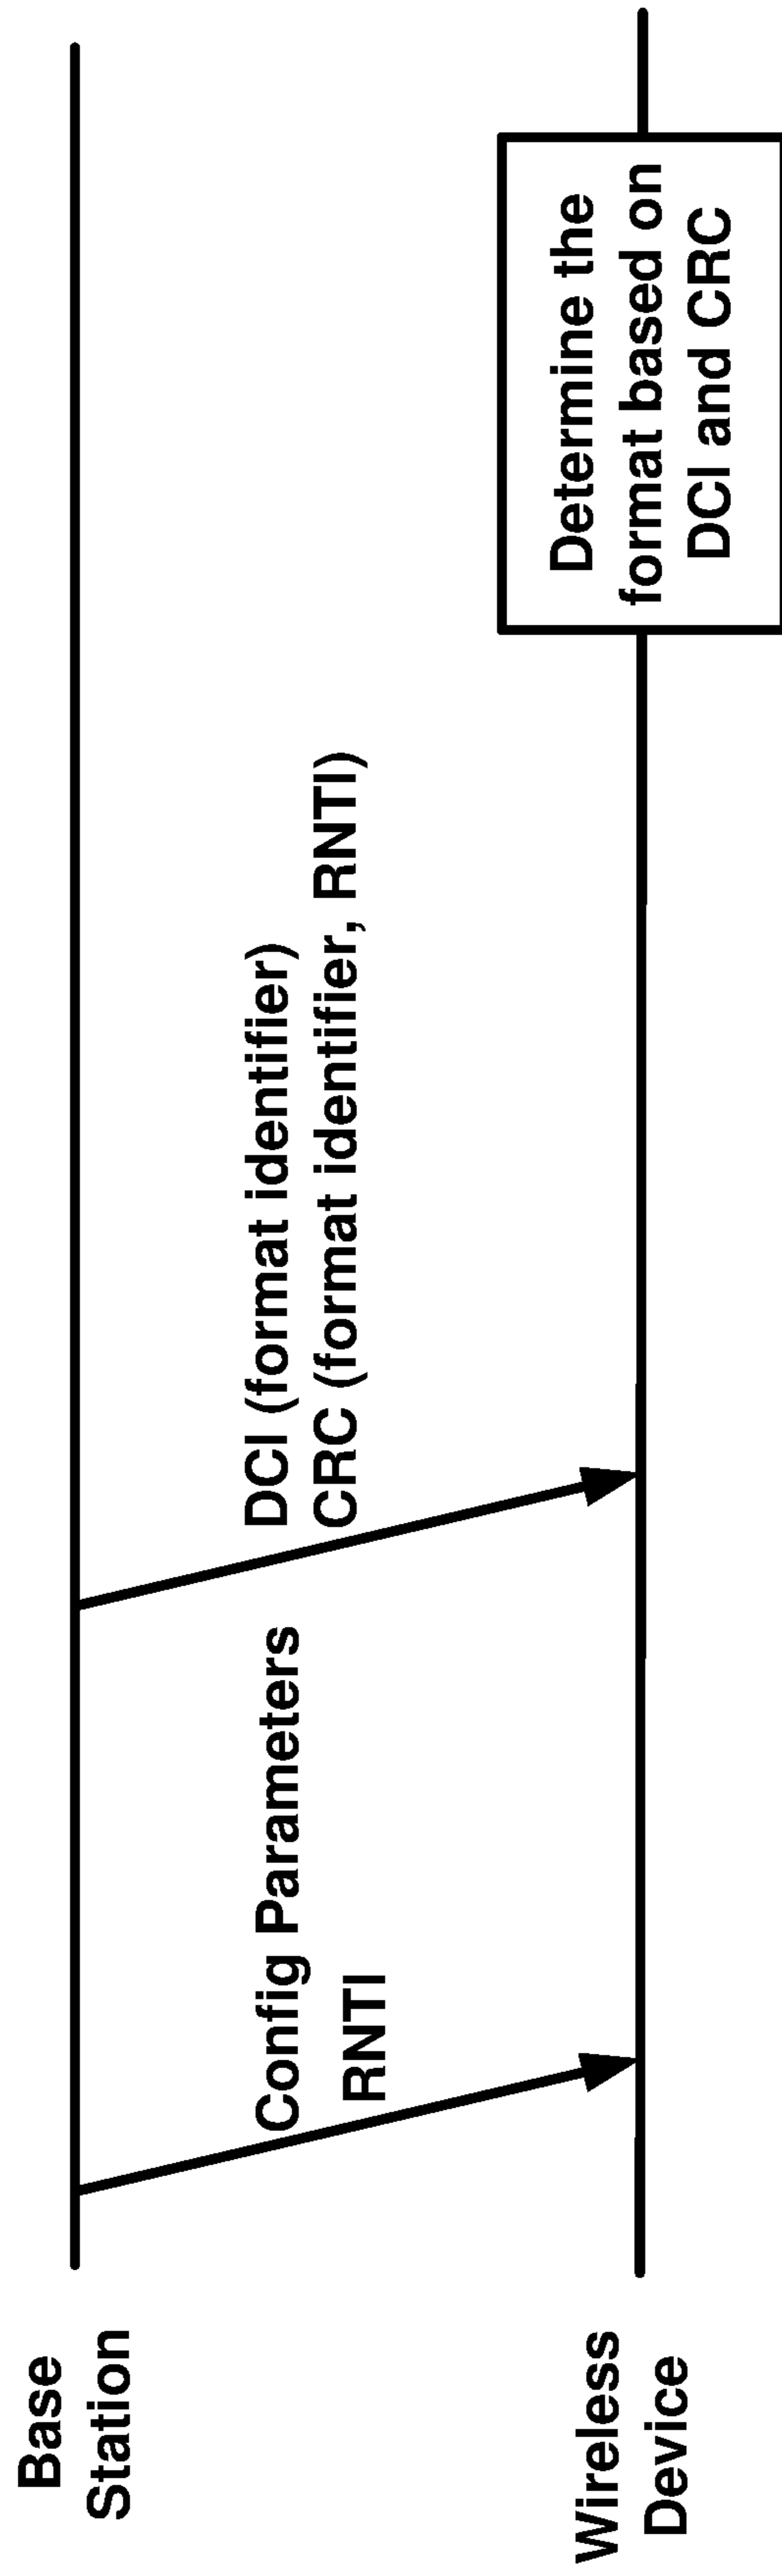 Base
Station
Config Parameters
RNTI
DCI (format identifier)
CRC (format identifier, RNTI)
Wireless
Device
Determine the
format based on
DCI and CRC